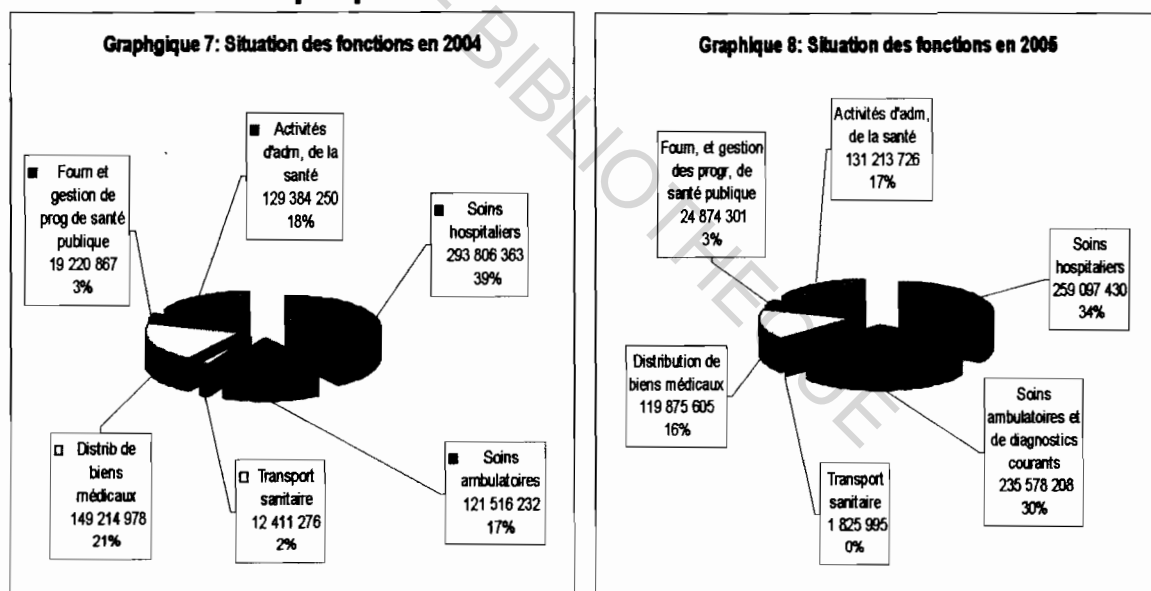 Graphgique 7: Situation des fonctions en 2004
Activités
d'adm, de la
santé
129 384 250
18%
Fourn et
gestion de
prog de santé
publique
19 220 867
3%
Soins
hospitaliers
293 806 363
39%
Distrib de
biens
médicaux
149 214 978
21%
Transport
sanitaire
12 411 276
2%
Soins
ambulatoires
121 516 232
17%
Graphique 8: Situation des fonctions en 2005
Activités d'adm,
de la santé
131 213 726
17%
Fourn, et gestion
des progr, de
santé publique
24 874 301
3%
Soins
hospitaliers
259 097 430
34%
Distribution de
biens médicaux
119 875 605
16%
Transport
sanitaire
1 825 995
0%
Soins
ambulatoires et
de diagnostics
courants
235 578 208
30%
BIBLIOTHEQUE